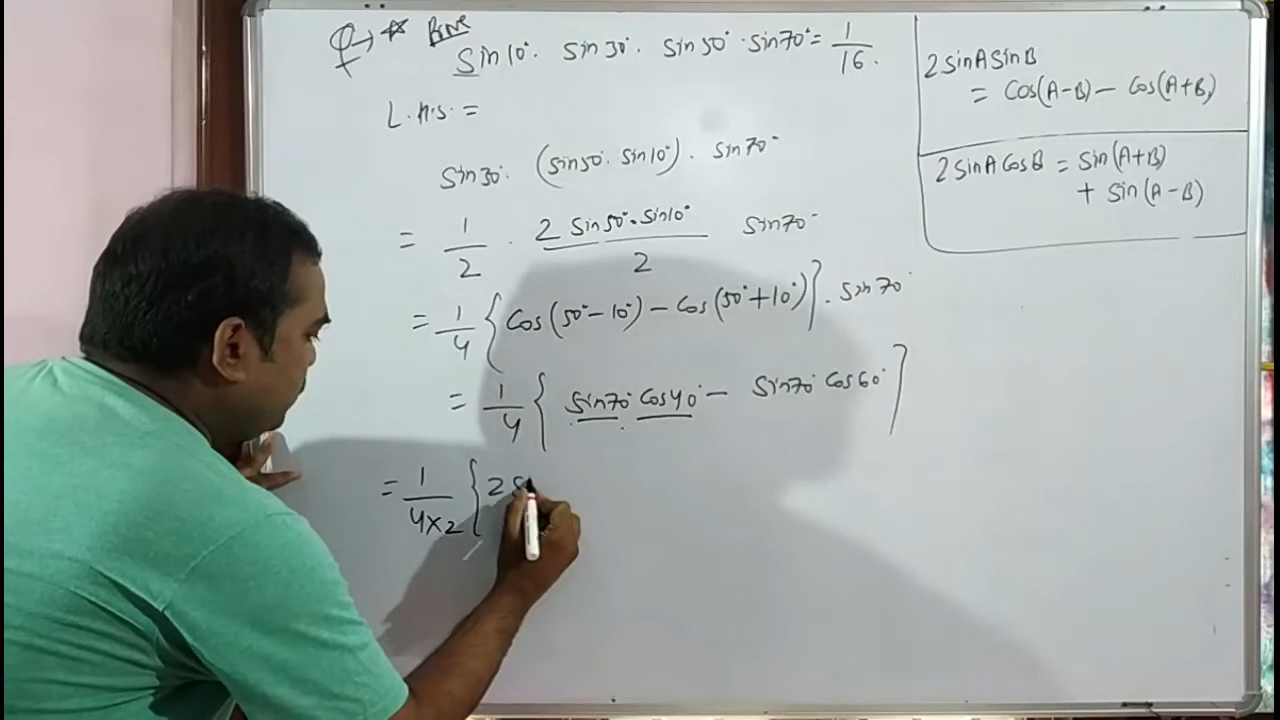 Q→ * Prove
Sin10°. sin30°. sin50°.sin70° = 1/16.
L.H.S. =
sin30°. (sin50°. sin10°). sin70°
= 1/2 . 2 sin50°.sin10°/2 sin70°
= 1/4 {cos(50°-10°) - cos(50°+10°)}. sin70°
= 1/4 { sin70° cos40° - sin70° cos60° }
= 1/4×2 { 2 s
2 sinA sinB
= cos(A-B) - cos(A+B)
2 sinA cosB = sin(A+B)
+ sin(A-B)